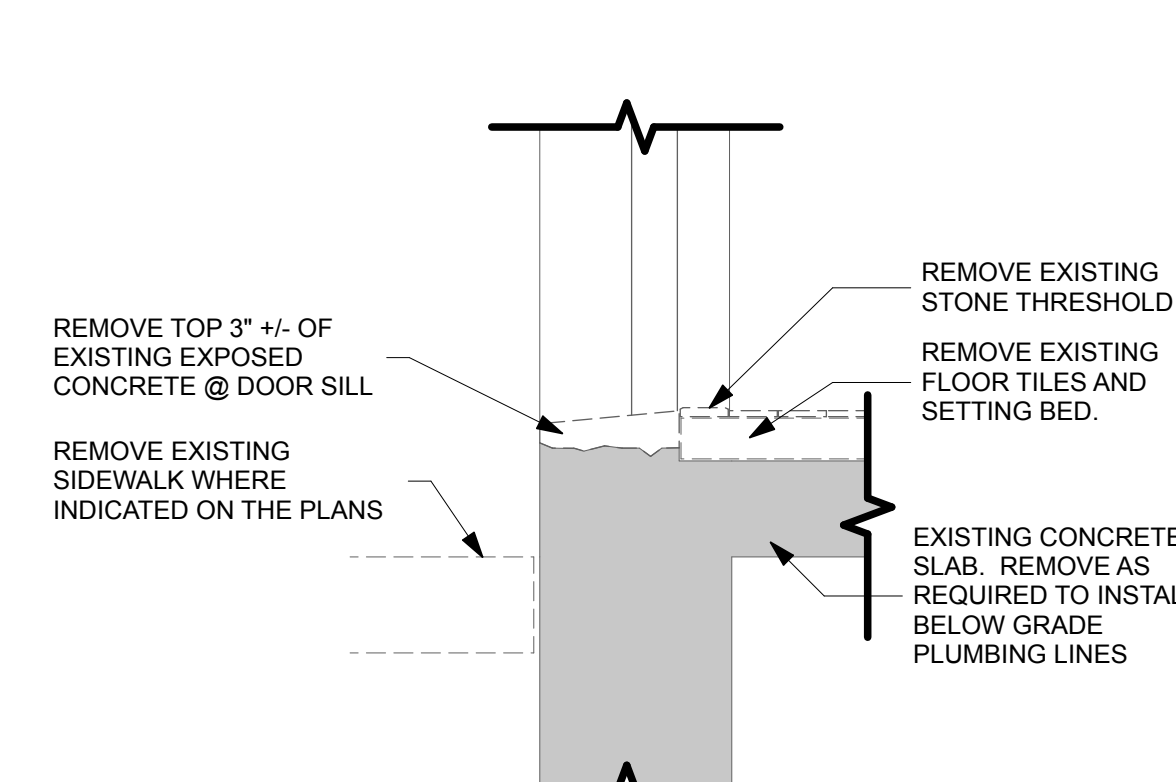 REMOVE TOP 3" +/- OF
EXISTING EXPOSED
CONCRETE @ DOOR SILL
REMOVE EXISTING
SIDEWALK WHERE
INDICATED ON THE PLANS
REMOVE EXISTING
STONE THRESHOLD
REMOVE EXISTING
FLOOR TILES AND
SETTING BED.
EXISTING CONCRETE
SLAB.  REMOVE AS
REQUIRED TO INSTAL
BELOW GRADE
PLUMBING LINES